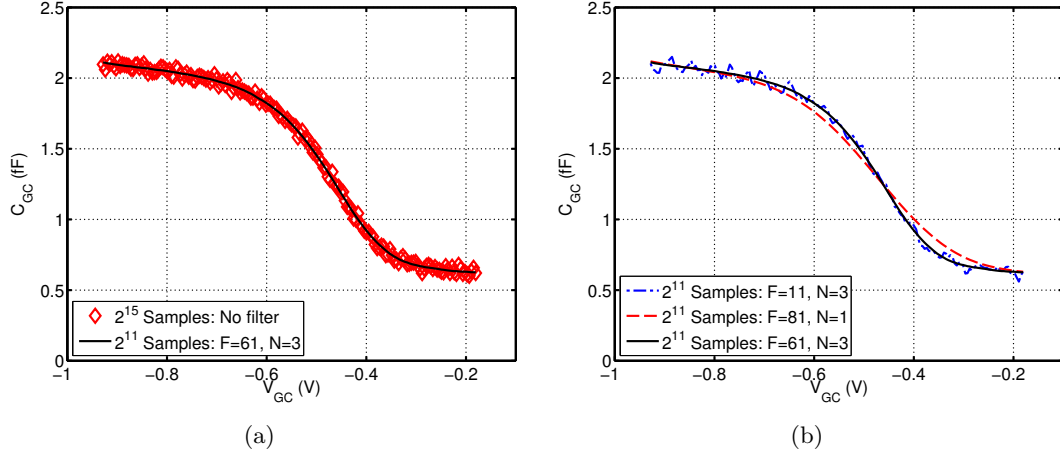 2.5
2
1.5
1
0.5
0
C_GC (fF)
−1
−0.8
−0.6
−0.4
−0.2
V_GC (V)
2^15 Samples: No filter
2^11 Samples: F=61, N=3
(a)
2.5
2
1.5
1
0.5
0
C_GC (fF)
−1
−0.8
−0.6
−0.4
−0.2
V_GC (V)
2^11 Samples: F=11, N=3
2^11 Samples: F=81, N=1
2^11 Samples: F=61, N=3
(b)